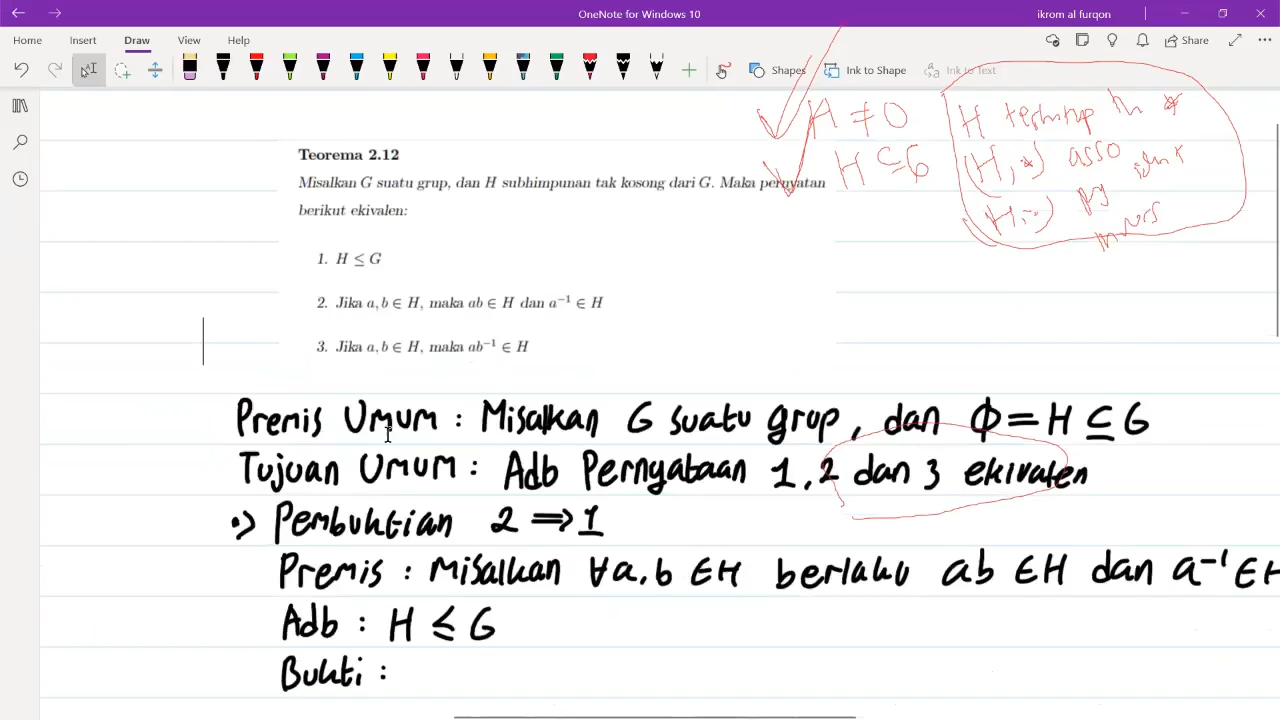 OneNote for Windows 10
ikrom al furqon
Home Insert Draw View Help
Share
Shapes
Ink to Shape
Ink to Text
H ≠ 0
H ⊆ G
H tertutup *
(H, *) asso
(H, *)
invers
Teorema 2.12
Misalkan G suatu grup, dan H subhimpunan tak kosong dari G. Maka pernyatan
berikut ekivalen:
1. H ≤ G
2. Jika a, b ∈ H, maka ab ∈ H dan a⁻¹ ∈ H
3. Jika a, b ∈ H, maka ab⁻¹ ∈ H
Premis Umum : Misalkan G suatu grup, dan ϕ = H ⊆ G
Tujuan Umum : Adb Pernyataan 1, 2 dan 3 ekivalen
•> Pembuktian 2 ⟹ 1
Premis : Misalkan ∀a, b ∈ H berlaku ab ∈ H dan a⁻¹ ∈ H
Adb : H ≤ G
Bukti :